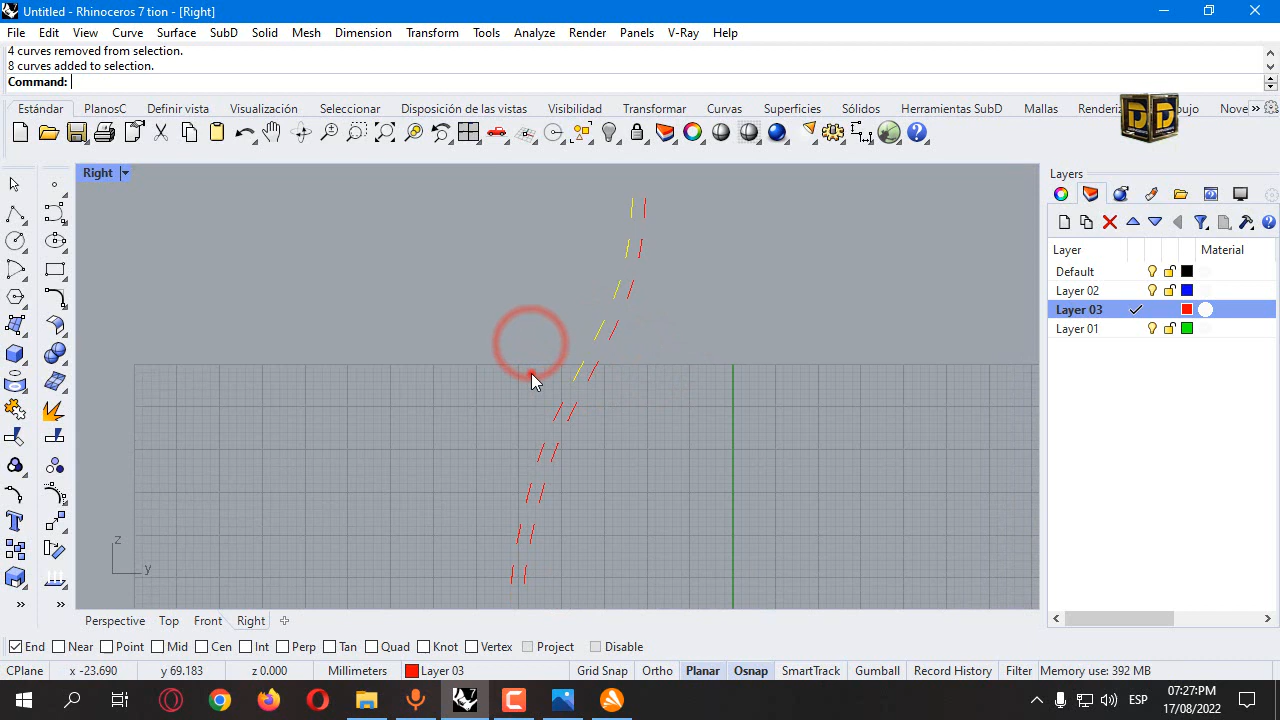 Untitled - Rhinoceros 7 tion - [Right]
File Edit View Curve Surface SubD Solid Mesh Dimension Transform Tools Analyze Render Panels V-Ray Help
4 curves removed from selection.
8 curves added to selection.
Command:
Estándar PlanosC Definir vista Visualización Seleccionar Disp de las vistas Visibilidad Transformar Curvas Superficies Sólidos Herramientas SubD Mallas Renderi bujo Nove »
Right
Layers
Layer Material
Default
Layer 02
Layer 03
Layer 01
z
y
» »
Perspective Top Front Right
End Near Point Mid Cen Int Perp Tan Quad Knot Vertex Project Disable
CPlane x -23.690 y 69.183 z 0.000 Millimeters Layer 03 Grid Snap Ortho Planar Osnap SmartTrack Gumball Record History Filter Memory use: 392 MB
ESP 07:27PM
17/08/2022